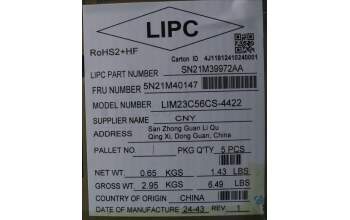 LIPC
RoHS2+HF
Carton ID 4J11812410240001
LIPC PART NUMBER SN21M39972AA
FRU NUMBER 5N21M40147
MODEL NUMBER LIM23C56CS-4422
SUPPLIER NAME CNY
ADDRESS San Zhong Guan Li Qu
Qing Xi, Dong Guan, China
PALLET NO PKG Q'TY 5 PCS
NET WT 0.65 KGS 1.43 LBS
GROSS WT 2.95 KGS 6.49 LBS
COUNTRY OF ORIGIN CHINA
DATE OF MANUFACTURE 24-43 REV 1